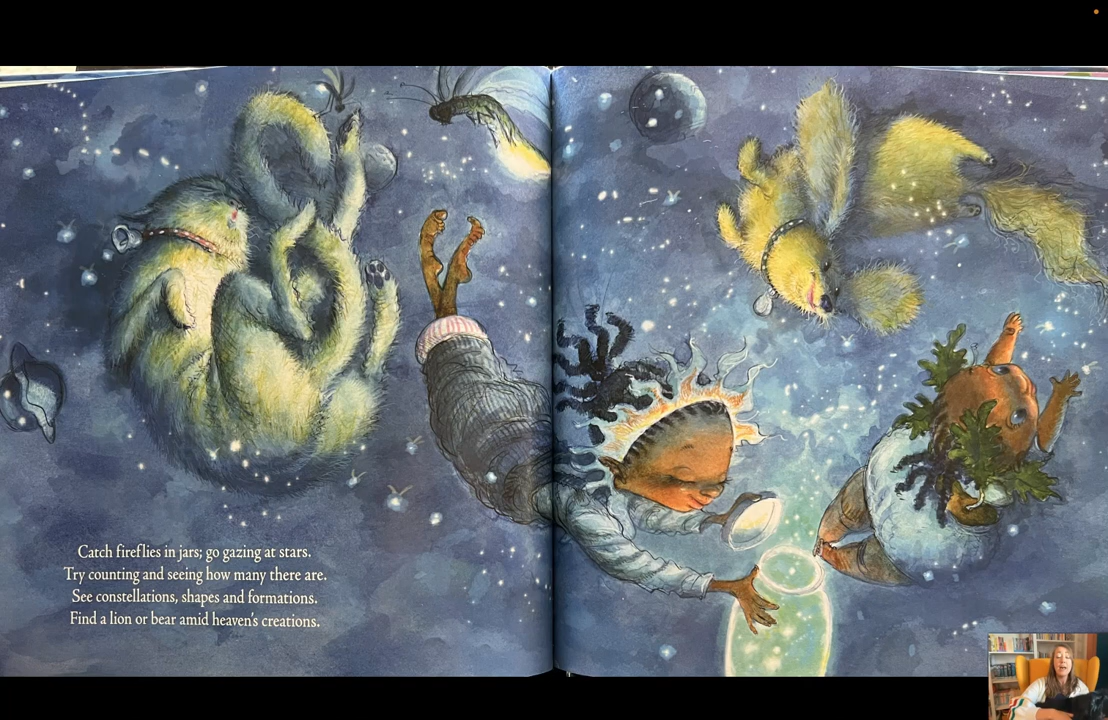 Catch fireflies in jars; go gazing at stars.
Try counting and seeing how many there are.
See constellations, shapes and formations.
Find a lion or bear amid heaven's creations.